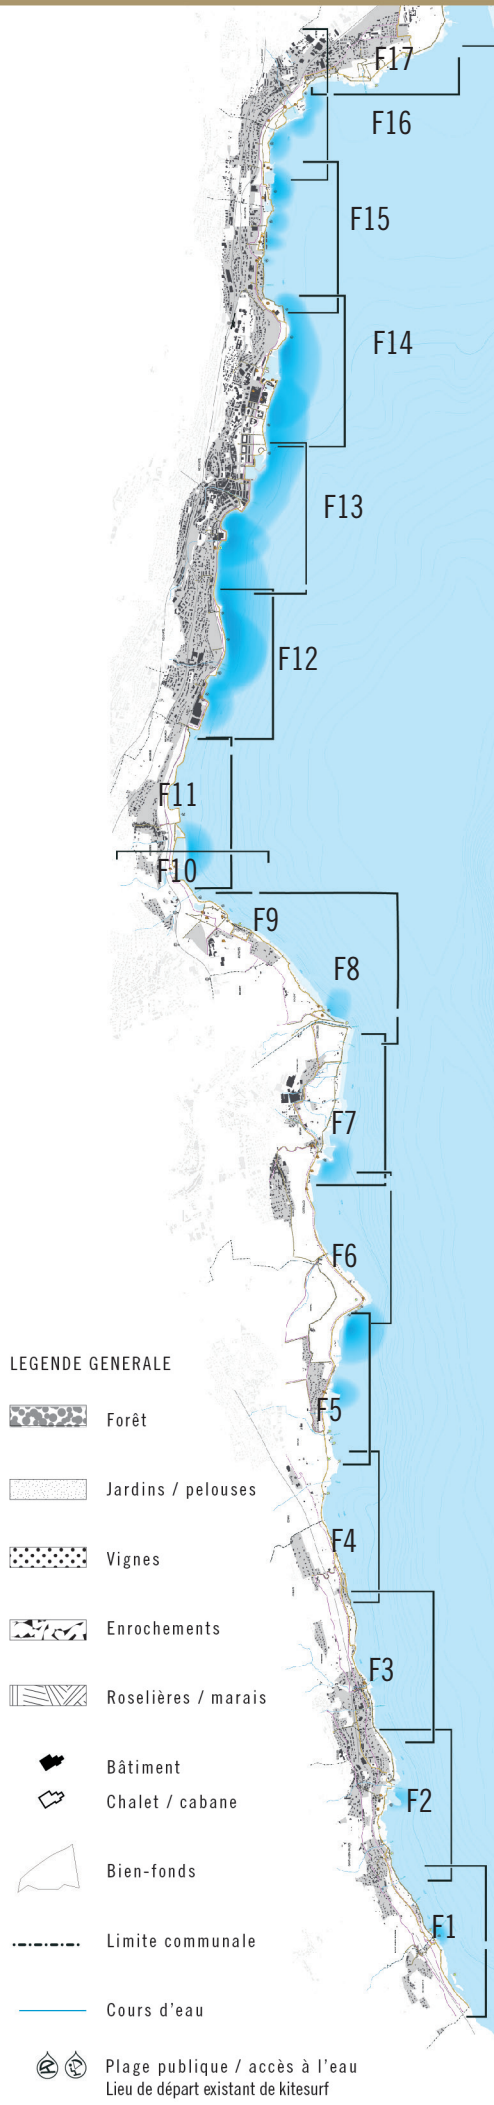 F17
F16
F15
F14
F13
F12
F11
F10
F9
F8
F7
F6
F5
F4
F3
F2
F1
LEGENDE GENERALE
Forêt
Jardins / pelouses
Vignes
Enrochements
Roselières / marais
Bâtiment
Chalet / cabane
Bien-fonds
Limite communale
Cours d'eau
Plage publique / accès à l'eau
Lieu de départ existant de kitesurf